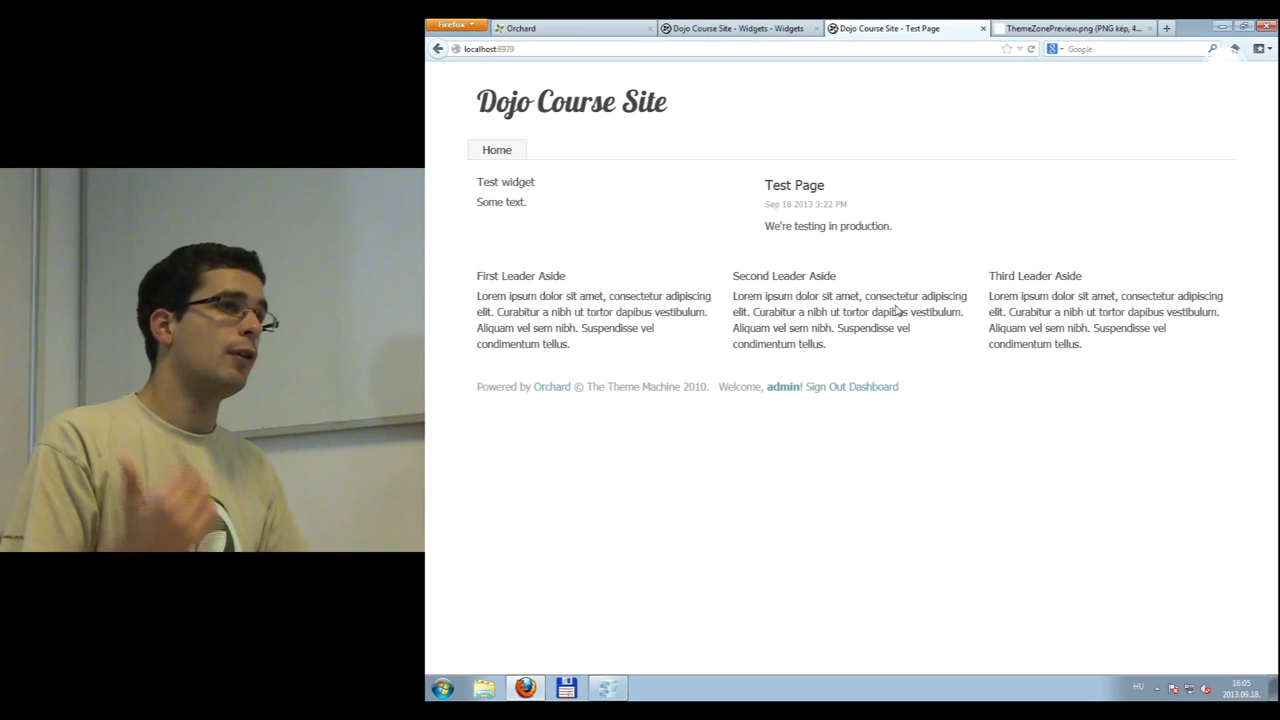 Firefox
Orchard
Dojo Course Site - Widgets - Widgets
Dojo Course Site - Test Page
ThemeZonePreview.png (PNG kép, 4...
localhost:8979
Google
Dojo Course Site
Home
Test widget
Some text.
Test Page
Sep 18 2013 3:22 PM
We're testing in production.
First Leader Aside
Lorem ipsum dolor sit amet, consectetur adipiscing
elit. Curabitur a nibh ut tortor dapibus vestibulum.
Aliquam vel sem nibh. Suspendisse vel
condimentum tellus.
Second Leader Aside
Lorem ipsum dolor sit amet, consectetur adipiscing
elit. Curabitur a nibh ut tortor dapibus vestibulum.
Aliquam vel sem nibh. Suspendisse vel
condimentum tellus.
Third Leader Aside
Lorem ipsum dolor sit amet, consectetur adipiscing
elit. Curabitur a nibh ut tortor dapibus vestibulum.
Aliquam vel sem nibh. Suspendisse vel
condimentum tellus.
Powered by Orchard © The Theme Machine 2010. Welcome, admin! Sign Out Dashboard
HU
16:05
2013.09.18.